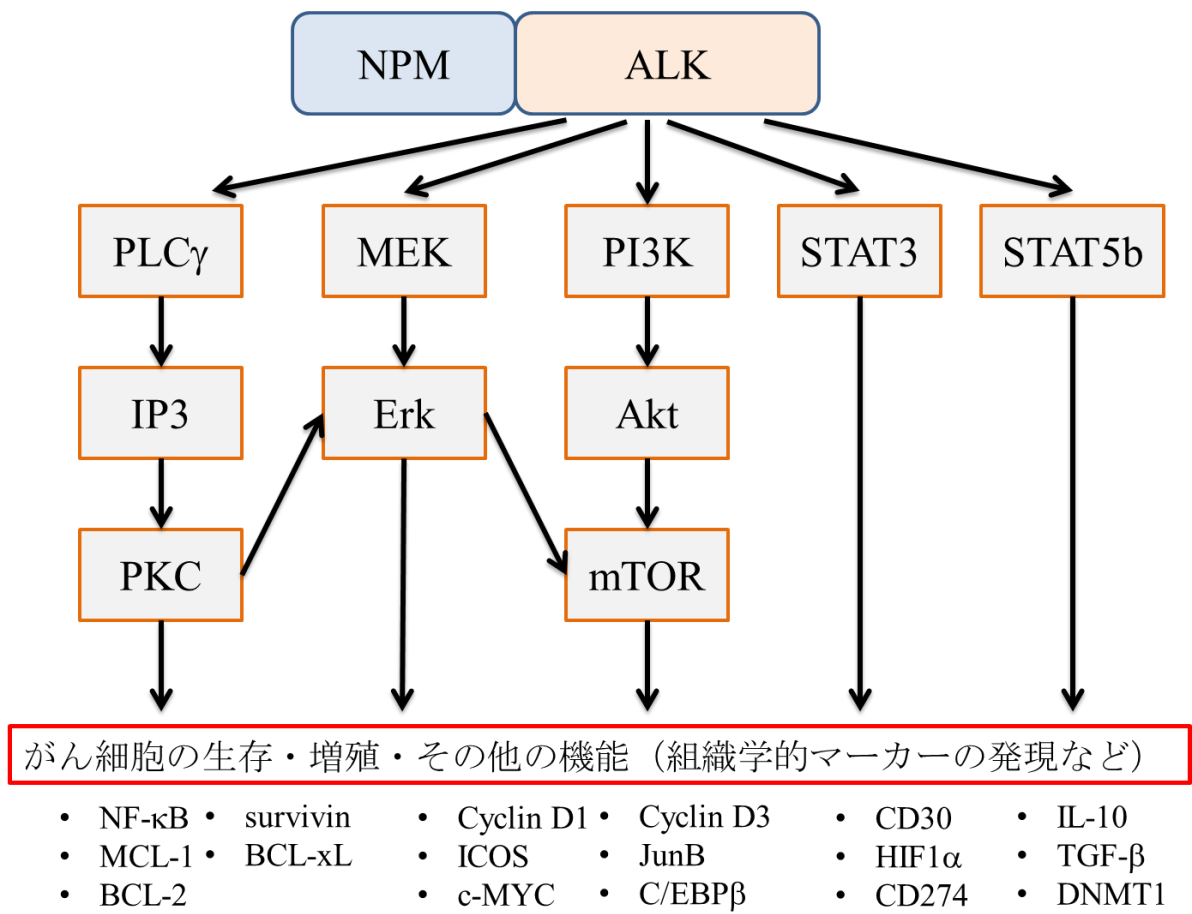 NPM ALK
PLCγ MEK PI3K STAT3 STAT5b
IP3 Erk Akt
PKC mTOR
がん細胞の生存・増殖・その他の機能（組織学的マーカーの発現など）
• NF-κB • survivin • Cyclin D1 • Cyclin D3 • CD30 • IL-10
• MCL-1 • BCL-xL • ICOS • JunB • HIF1α • TGF-β
• BCL-2 • c-MYC • C/EBPβ • CD274 • DNMT1